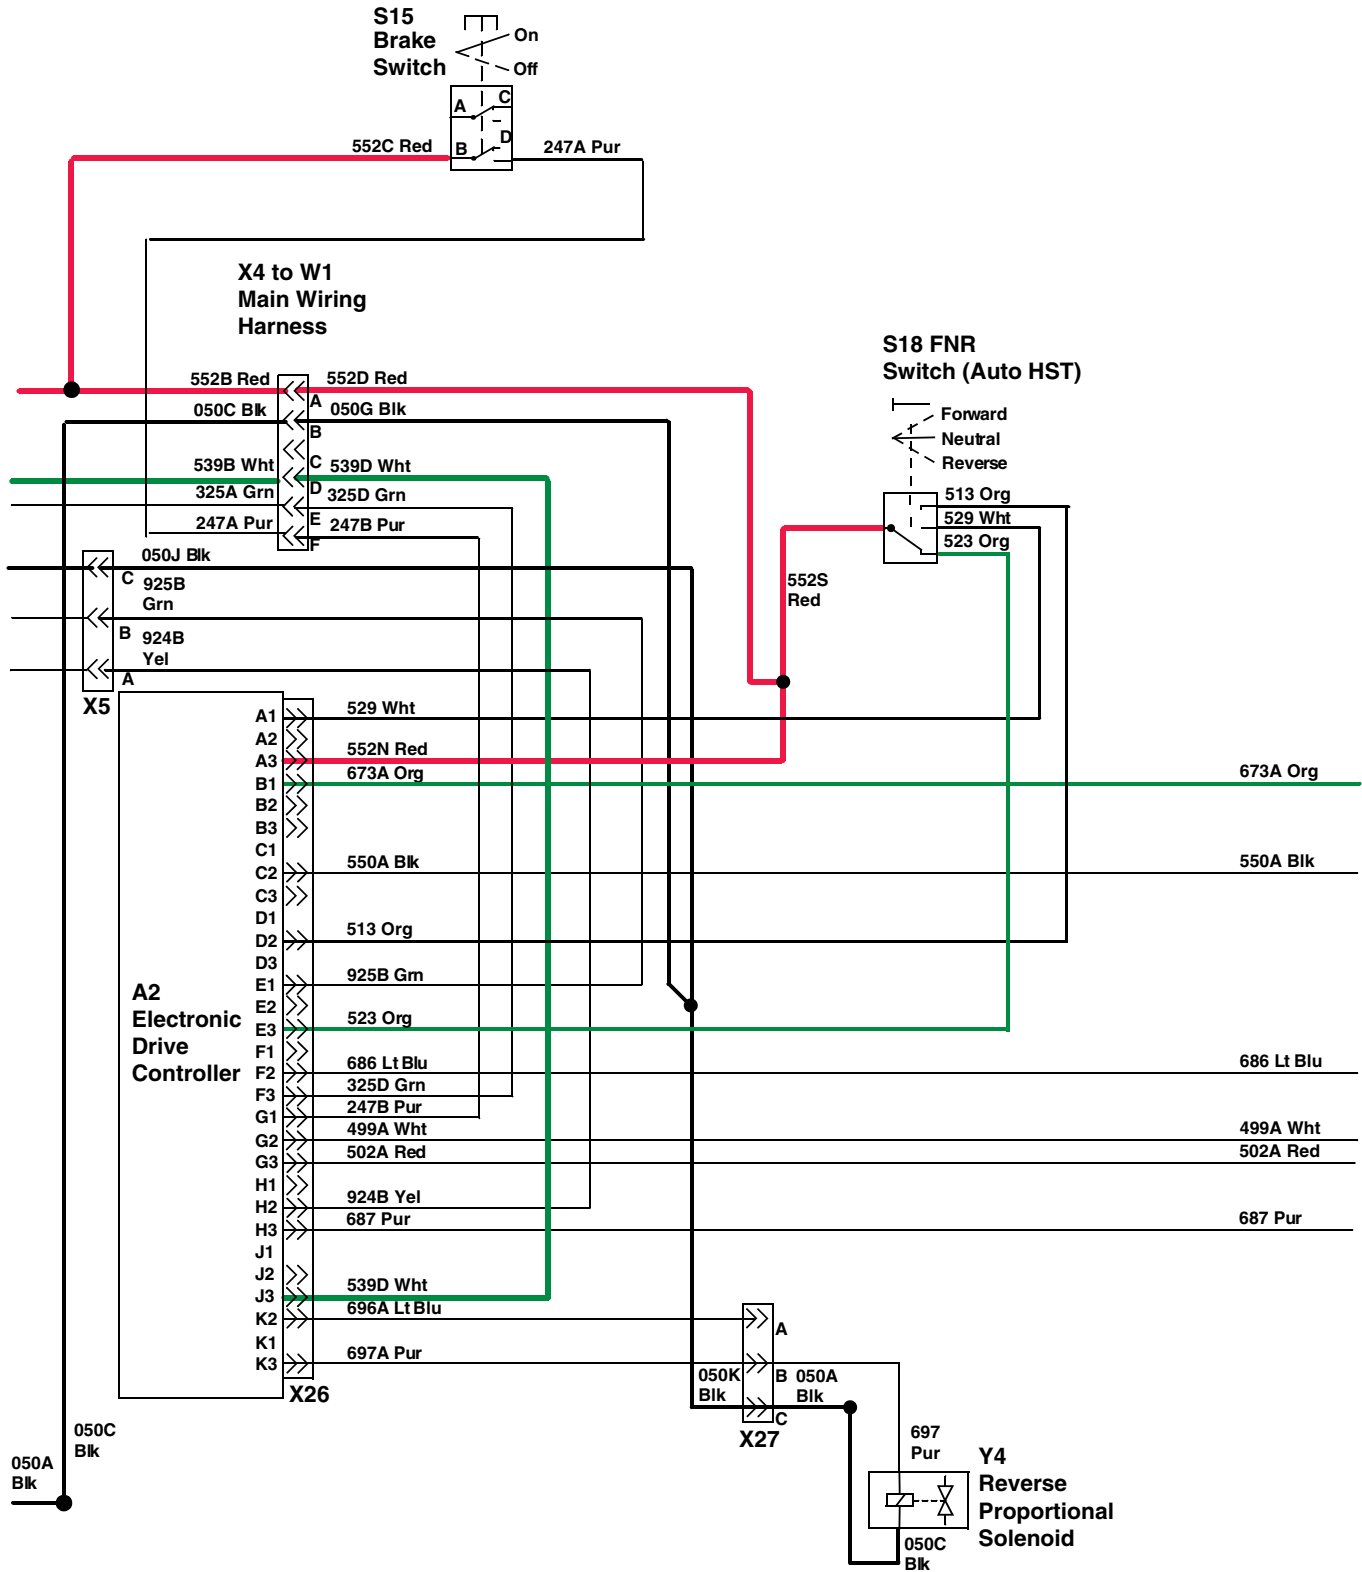 S15
Brake
Switch
On
Off
A
C
B
D
552C Red
247A Pur
X4 to W1
Main Wiring
Harness
S18 FNR
Switch (Auto HST)
Forward
Neutral
Reverse
552B Red
552D Red
A
050C Blk
050G Blk
B
539B Wht
C
539D Wht
325A Grn
D
325D Grn
247A Pur
E
247B Pur
F
513 Org
529 Wht
523 Org
050J Blk
C
925B
Grn
B
924B
Yel
A
X5
552S
Red
A1
529 Wht
A2
A3
552N Red
B1
673A Org
673A Org
B2
B3
C1
C2
550A Blk
550A Blk
C3
D1
D2
513 Org
D3
E1
925B Grn
A2
Electronic
Drive
Controller
E2
E3
523 Org
F1
F2
686 Lt Blu
686 Lt Blu
F3
325D Grn
G1
247B Pur
G2
499A Wht
499A Wht
G3
502A Red
502A Red
H1
H2
924B Yel
H3
687 Pur
687 Pur
J1
J2
J3
539D Wht
K2
696A Lt Blu
A
K1
K3
697A Pur
X26
050K
Blk
B
050A
Blk
C
X27
050C
Blk
050A
Blk
697
Pur
Y4
Reverse
Proportional
Solenoid
050C
Blk